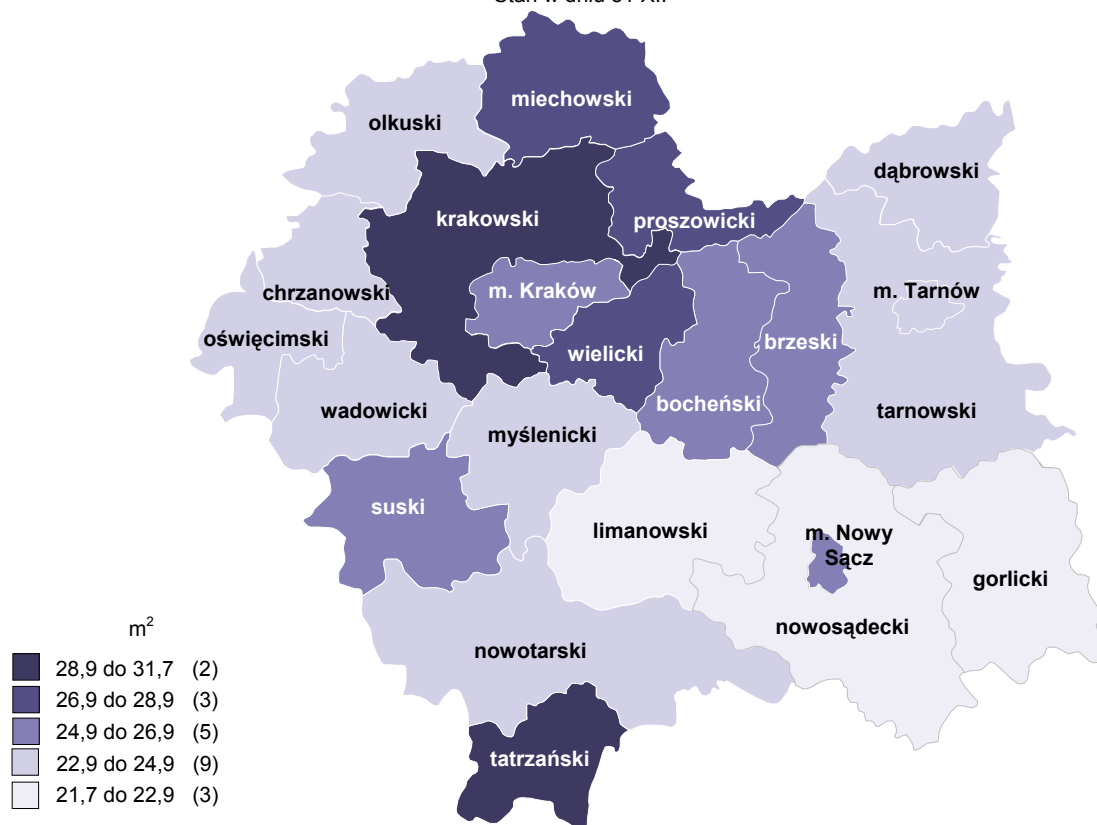 miechowski
olkuski
dąbrowski
krakowski
proszowicki
chrzanowski
m. Kraków
m. Tarnów
oświęcimski
wielicki
brzeski
wadowicki
bocheński
tarnowski
myślenicki
suski
limanowski
m. Nowy
Sącz
gorlicki
nowosądecki
nowotarski
tatrzański
m²
28,9 do 31,7 (2)
26,9 do 28,9 (3)
24,9 do 26,9 (5)
22,9 do 24,9 (9)
21,7 do 22,9 (3)